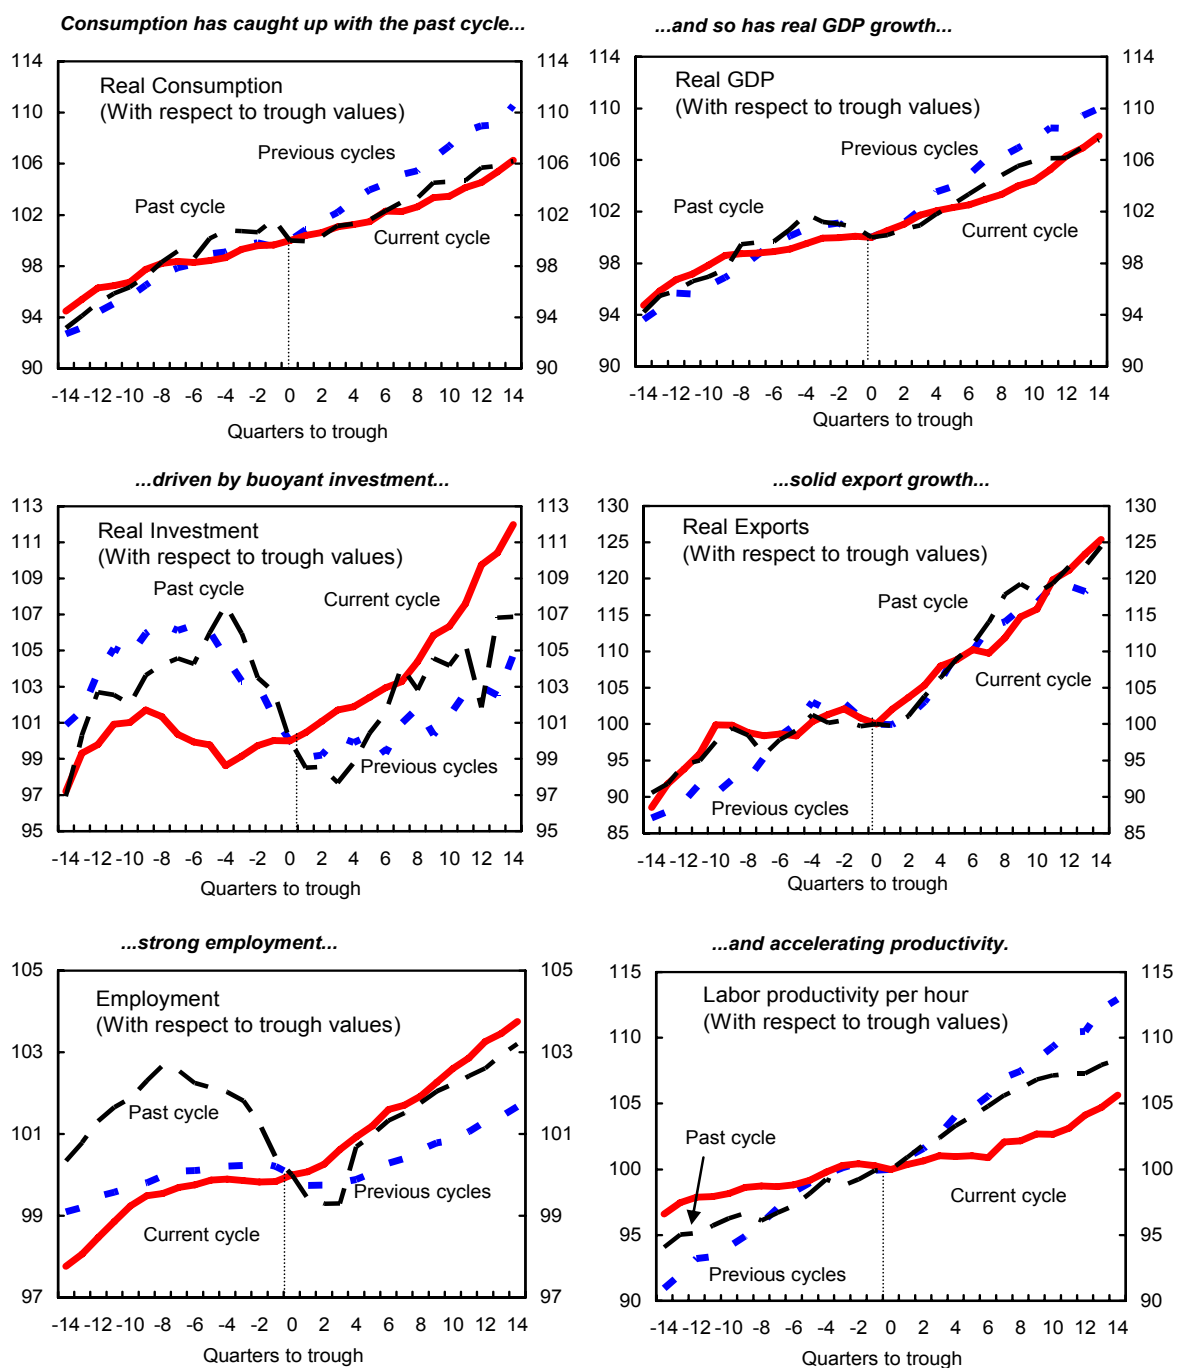 Consumption has caught up with the past cycle...
114
110
106
102
98
94
90
114
110
106
102
98
94
90
Real Consumption
(With respect to trough values)
Previous cycles
Past cycle
Current cycle
-14 -12 -10 -8 -6 -4 -2 0 2 4 6 8 10 12 14
Quarters to trough
...and so has real GDP growth...
114
110
106
102
98
94
90
114
110
106
102
98
94
90
Real GDP
(With respect to trough values)
Previous cycles
Past cycle
Current cycle
-14 -12 -10 -8 -6 -4 -2 0 2 4 6 8 10 12 14
Quarters to trough
...driven by buoyant investment...
113
111
109
107
105
103
101
99
97
95
113
111
109
107
105
103
101
99
97
95
Real Investment
(With respect to trough values)
Past cycle
Current cycle
Previous cycles
-14 -12 -10 -8 -6 -4 -2 0 2 4 6 8 10 12 14
Quarters to trough
...solid export growth...
130
125
120
115
110
105
100
95
90
85
130
125
120
115
110
105
100
95
90
85
Real Exports
(With respect to trough values)
Past cycle
Current cycle
Previous cycles
-14 -12 -10 -8 -6 -4 -2 0 2 4 6 8 10 12 14
Quarters to trough
...strong employment...
105
103
101
99
97
105
103
101
99
97
Employment
(With respect to trough values)
Past cycle
Previous cycles
Current cycle
-14 -12 -10 -8 -6 -4 -2 0 2 4 6 8 10 12 14
Quarters to trough
...and accelerating productivity.
115
110
105
100
95
90
115
110
105
100
95
90
Labor productivity per hour
(With respect to trough values)
Past cycle
Current cycle
Previous cycles
-14 -12 -10 -8 -6 -4 -2 0 2 4 6 8 10 12 14
Quarters to trough